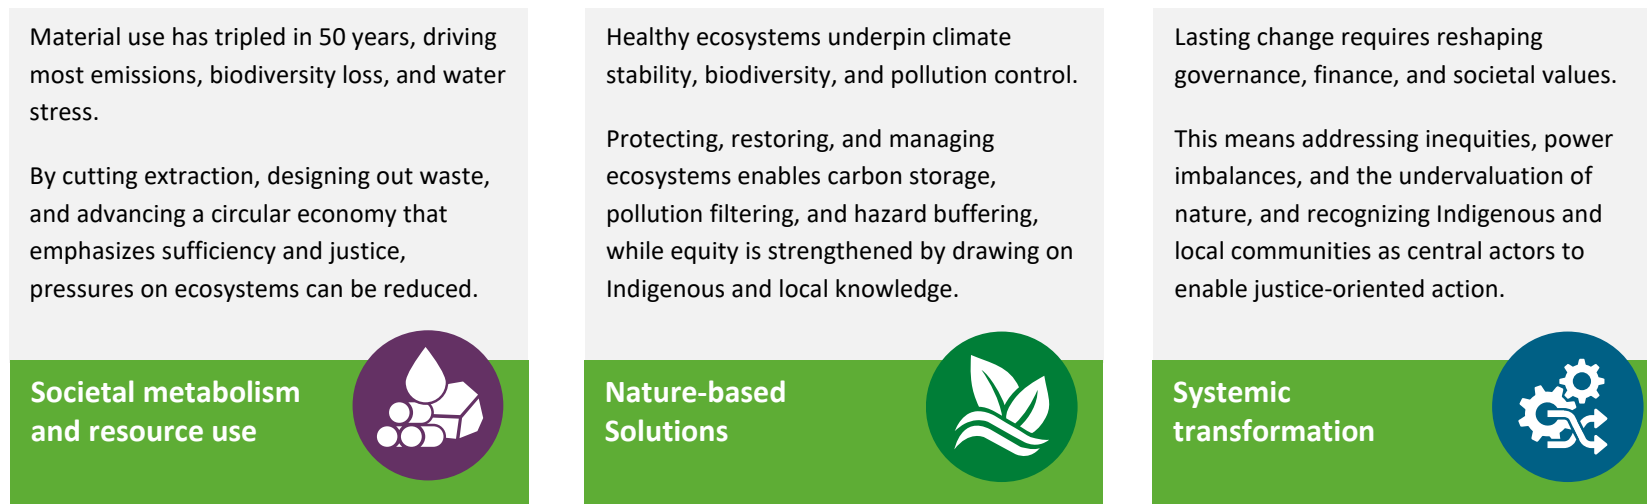 Material use has tripled in 50 years, driving
most emissions, biodiversity loss, and water
stress.
By cutting extraction, designing out waste,
and advancing a circular economy that
emphasizes sufficiency and justice,
pressures on ecosystems can be reduced.
Societal metabolism
and resource use
Healthy ecosystems underpin climate
stability, biodiversity, and pollution control.
Protecting, restoring, and managing
ecosystems enables carbon storage,
pollution filtering, and hazard buffering,
while equity is strengthened by drawing on
Indigenous and local knowledge.
Nature-based
Solutions
Lasting change requires reshaping
governance, finance, and societal values.
This means addressing inequities, power
imbalances, and the undervaluation of
nature, and recognizing Indigenous and
local communities as central actors to
enable justice-oriented action.
Systemic
transformation